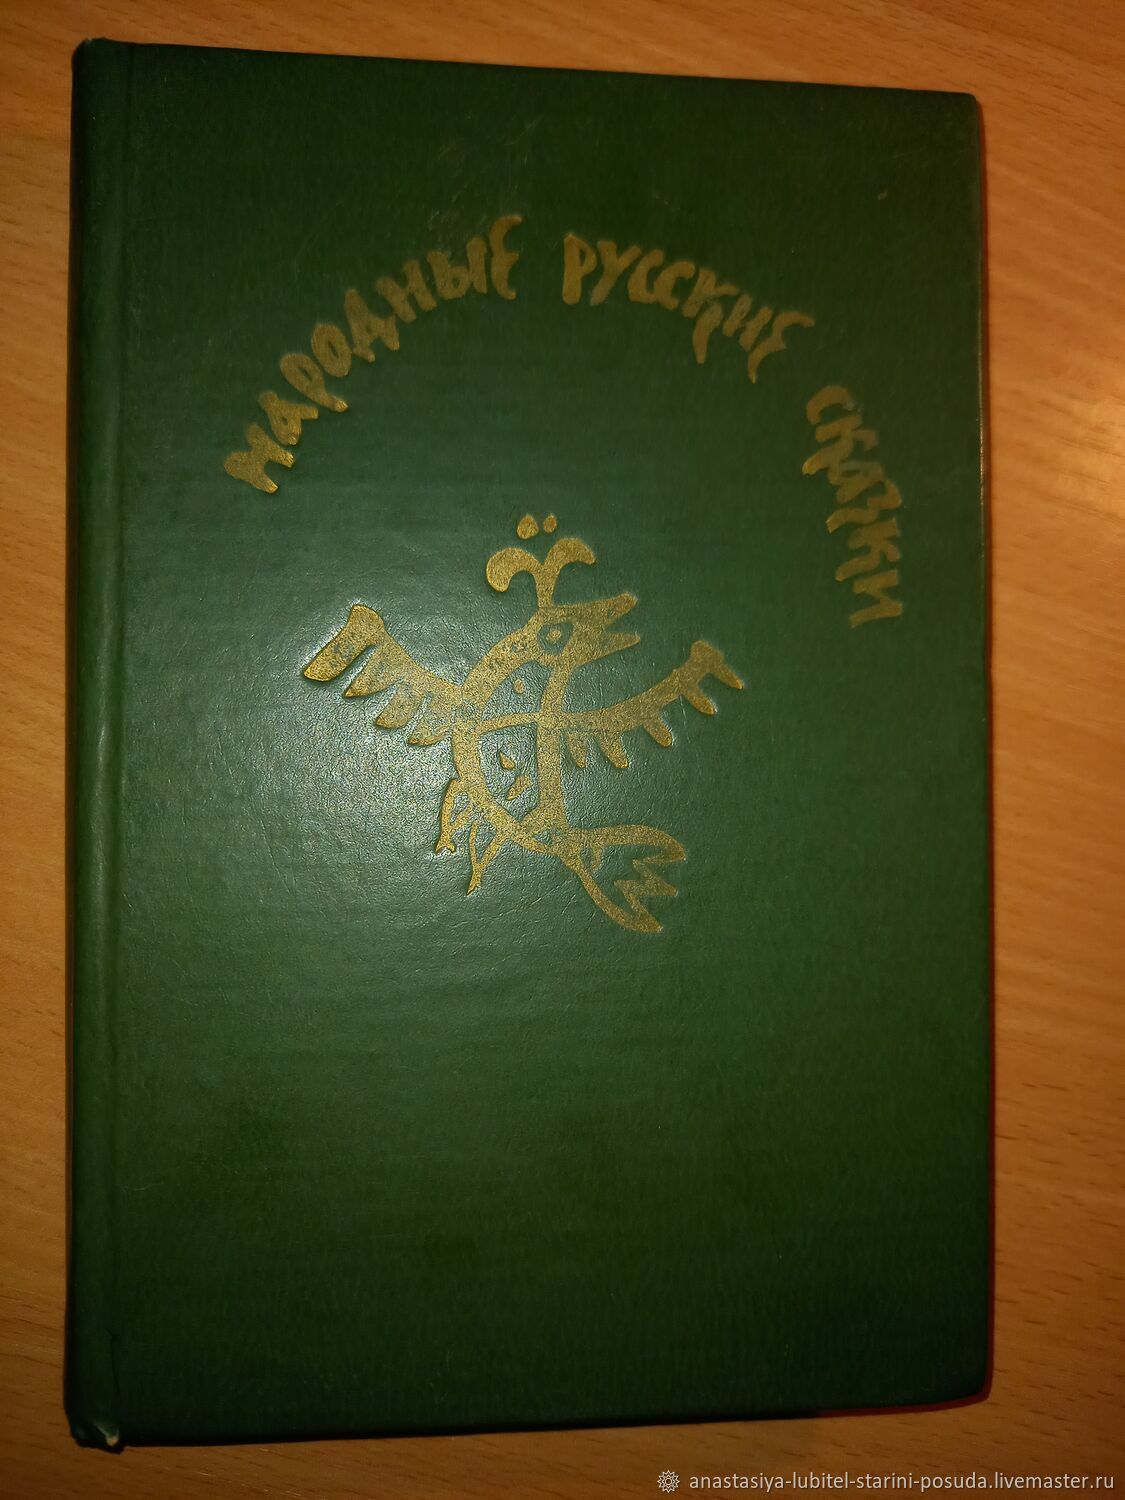 народные русские сказки
anastasiya-lubitel-starini-posuda.livemaster.ru